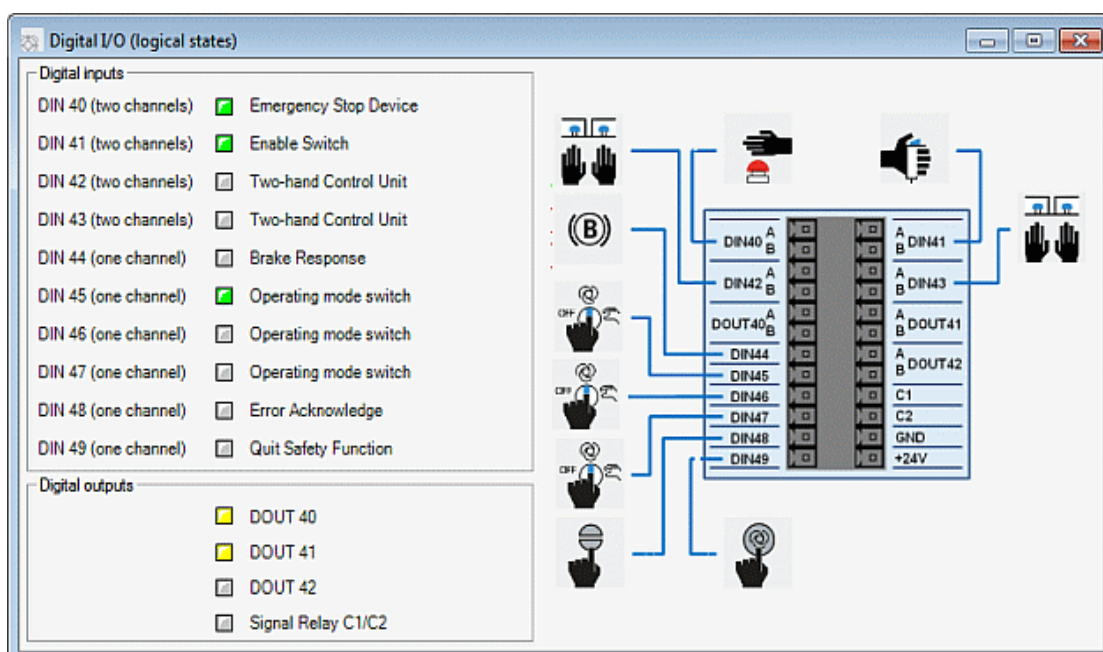 Digital I/O (logical states)
Digital inputs
DIN 40 (two channels) Emergency Stop Device
DIN 41 (two channels) Enable Switch
DIN 42 (two channels) Two-hand Control Unit
DIN 43 (two channels) Two-hand Control Unit
DIN 44 (one channel) Brake Response
DIN 45 (one channel) Operating mode switch
DIN 46 (one channel) Operating mode switch
DIN 47 (one channel) Operating mode switch
DIN 48 (one channel) Error Acknowledge
DIN 49 (one channel) Quit Safety Function
Digital outputs
DOUT 40
DOUT 41
DOUT 42
Signal Relay C1/C2
(B)
OFF
OFF
OFF
DIN40 A B
DIN42 A B
DOUT40 A B
DIN44
DIN45
DIN46
DIN47
DIN48
DIN49
A B DIN41
A B DIN43
A B DOUT41
A B DOUT42
C1
C2
GND
+24V